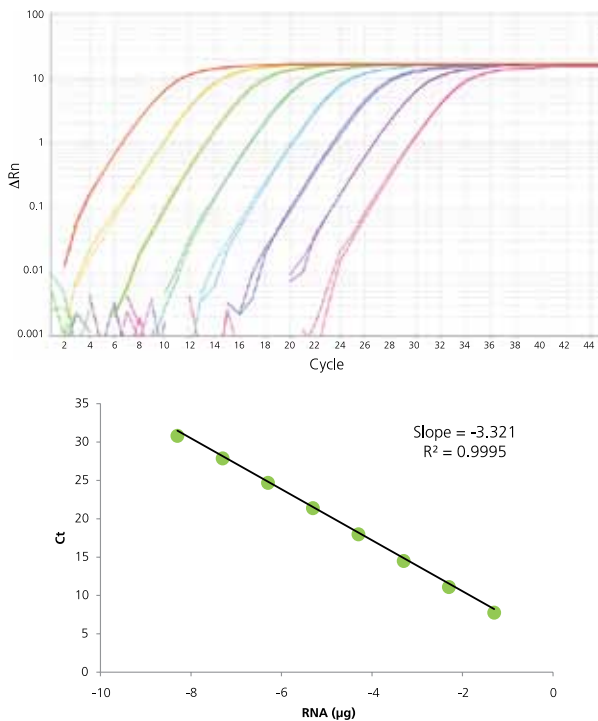 100
10
1
0.1
0.01
0.001
ΔRn
2 4 6 8 10 12 14 16 18 20 22 24 26 28 30 32 34 36 38 40 42 44
Cycle
35
30
25
20
15
10
5
0
Ct
Slope = -3.321
R² = 0.9995
-10 -8 -6 -4 -2 0
RNA (µg)